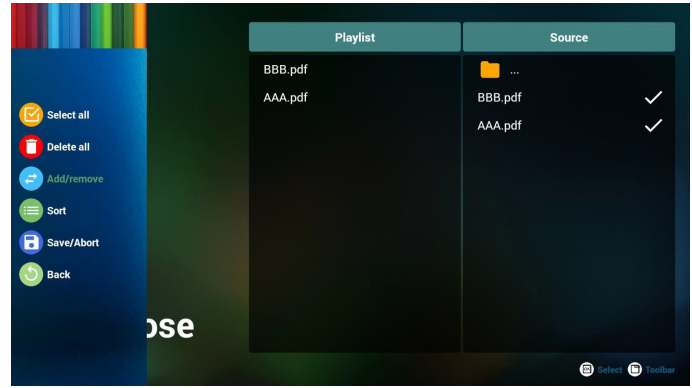 Playlist
Source
BBB.pdf
AAA.pdf
...
BBB.pdf
AAA.pdf
Select all
Delete all
Add/remove
Sort
Save/Abort
Back
ose
Select
Toolbar